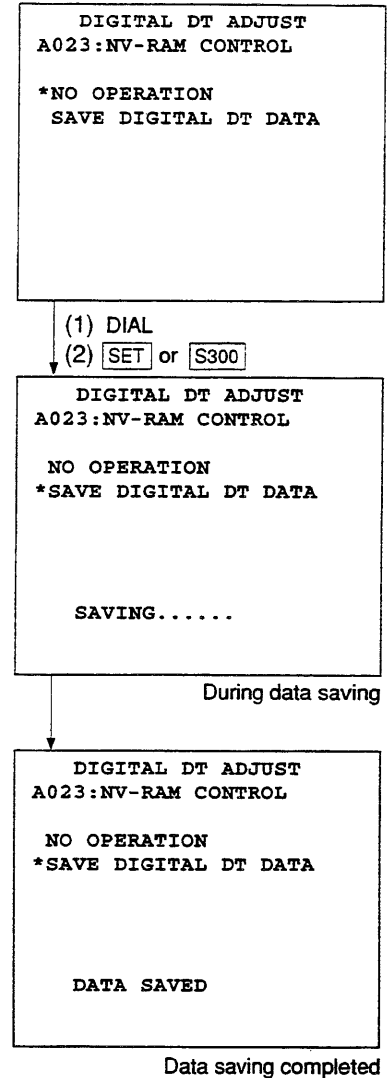 DIGITAL DT ADJUST
A023:NV-RAM CONTROL
*NO OPERATION
SAVE DIGITAL DT DATA
(1) DIAL
(2) SET or S300
DIGITAL DT ADJUST
A023:NV-RAM CONTROL
NO OPERATION
*SAVE DIGITAL DT DATA
SAVING......
During data saving
DIGITAL DT ADJUST
A023:NV-RAM CONTROL
NO OPERATION
*SAVE DIGITAL DT DATA
DATA SAVED
Data saving completed